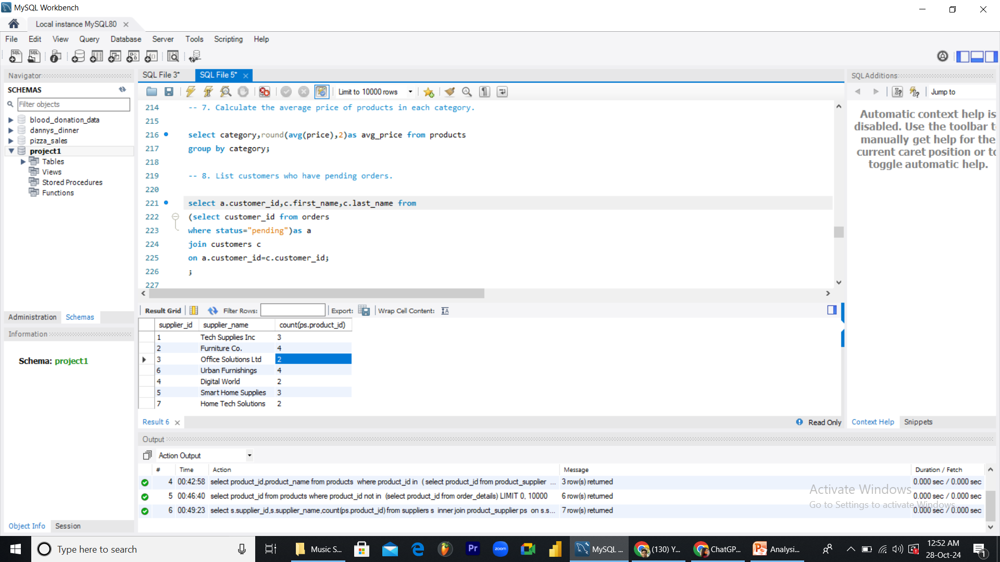 MySQL Workbench
Local instance MySQL80
File Edit View Query Database Server Tools Scripting Help
Navigator
SCHEMAS
Filter objects
blood_donation_data
dannys_dinner
pizza_sales
project1
Tables
Views
Stored Procedures
Functions
Administration Schemas
Information
Schema: project1
Object Info Session
SQL File 3* SQL File 5*
Limit to 10000 rows
214 -- 7. Calculate the average price of products in each category.
215
216 select category,round(avg(price),2)as avg_price from products
217 group by category;
218
219 -- 8. List customers who have pending orders.
220
221 select a.customer_id,c.first_name,c.last_name from
222 (select customer_id from orders
223 where status="pending")as a
224 join customers c
225 on a.customer_id=c.customer_id;
226 ;
227
Result Grid Filter Rows: Export: Wrap Cell Content:
supplier_id supplier_name count(ps.product_id)
1 Tech Supplies Inc 3
2 Furniture Co. 4
3 Office Solutions Ltd 2
6 Urban Furnishings 4
4 Digital World 2
5 Smart Home Supplies 3
7 Home Tech Solutions 2
Result 6 Read Only
SQLAdditions
Jump to
Automatic context help is
disabled. Use the toolbar t
manually get help for the
current caret position or to
toggle automatic help.
Context Help Snippets
Output
Action Output
# Time Action Message Duration / Fetch
4 00:42:58 select product_id,product_name from products where product_id in ( select product_id from product_supplier ... 3 row(s) returned 0.000 sec / 0.000 sec
5 00:46:40 select product_id from products where product_id not in (select product_id from order_details) LIMIT 0, 10000 6 row(s) returned 0.000 sec / 0.000 sec
6 00:49:23 select s.supplier_id,s.supplier_name,count(ps.product_id) from suppliers s inner join product_supplier ps on s.s... 7 row(s) returned 0.000 sec / 0.000 sec
Activate Windows
Go to Settings to activate Windows.
Type here to search
Music S...
Pr
zoom
MySQL ...
(130) Y...
ChatGP...
Analysi...
12:52 AM
28-Oct-24
1